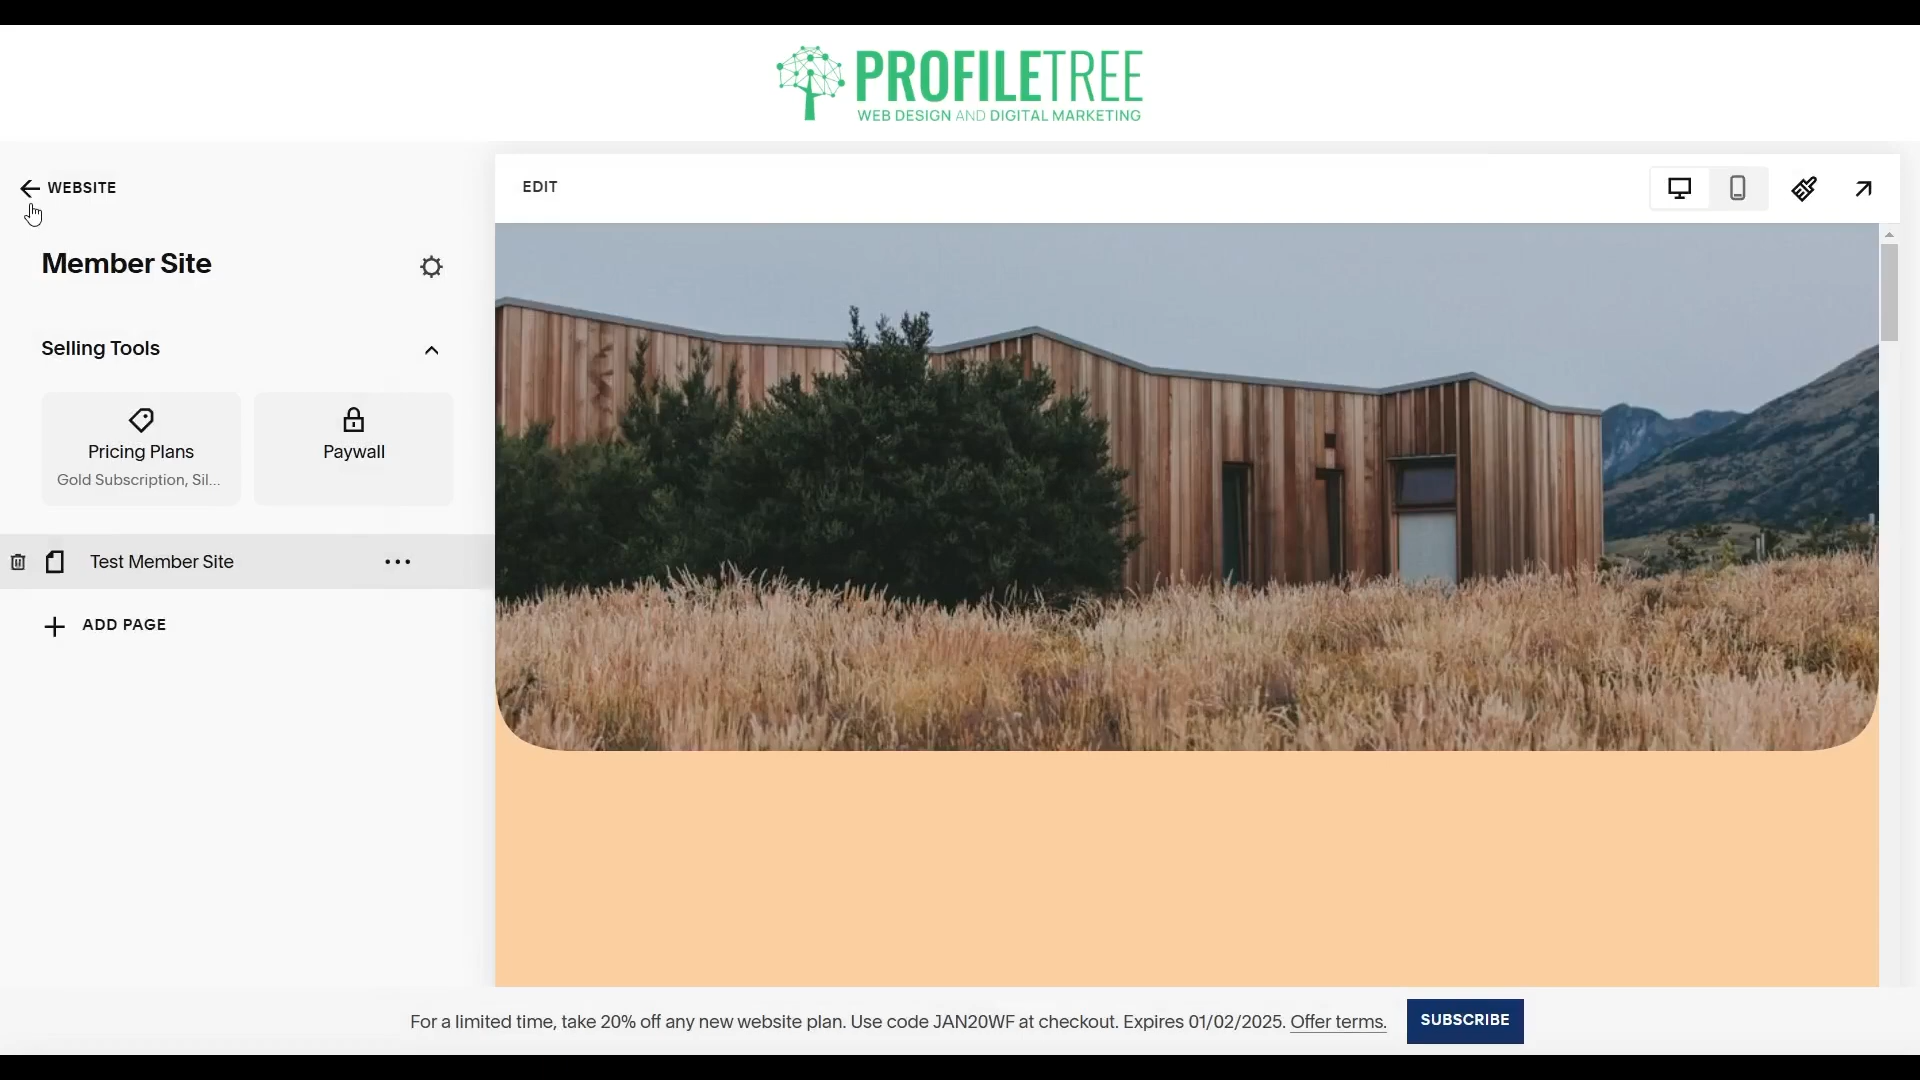 PROFILETREE
WEB DESIGN AND DIGITAL MARKETING
WEBSITE
EDIT
Member Site
Selling Tools
Pricing Plans
Gold Subscription, Sil...
Paywall
Test Member Site
ADD PAGE
For a limited time, take 20% off any new website plan. Use code JAN20WF at checkout. Expires 01/02/2025. Offer terms.
SUBSCRIBE